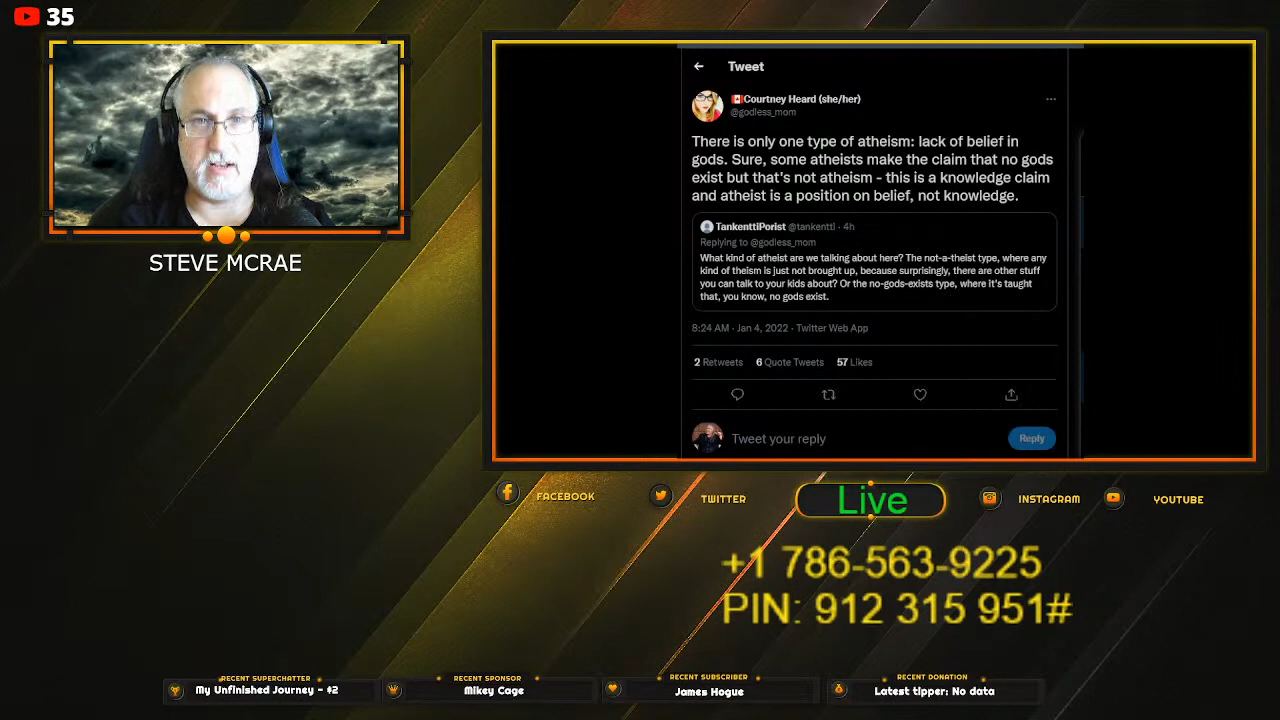 35
STEVE MCRAE
Tweet
Courtney Heard (she/her)
@godless_mom
There is only one type of atheism: lack of belief in
gods. Sure, some atheists make the claim that no gods
exist but that's not atheism - this is a knowledge claim
and atheist is a position on belief, not knowledge.
TankenttiPorist @tankentti · 4h
Replying to @godless_mom
What kind of atheist are we talking about here? The not-a-theist type, where any
kind of theism is just not brought up, because surprisingly, there are other stuff
you can talk to your kids about? Or the no-gods-exists type, where it's taught
that, you know, no gods exist.
8:24 AM · Jan 4, 2022 · Twitter Web App
2 Retweets 6 Quote Tweets 57 Likes
Tweet your reply
Reply
FACEBOOK
TWITTER
Live
INSTAGRAM
YOUTUBE
+1 786-563-9225
PIN: 912 315 951#
RECENT SUPERCHATTER
My Unfinished Journey - $2
RECENT SPONSOR
Mikey Cage
RECENT SUBSCRIBER
James Hogue
RECENT DONATION
Latest tipper: No data